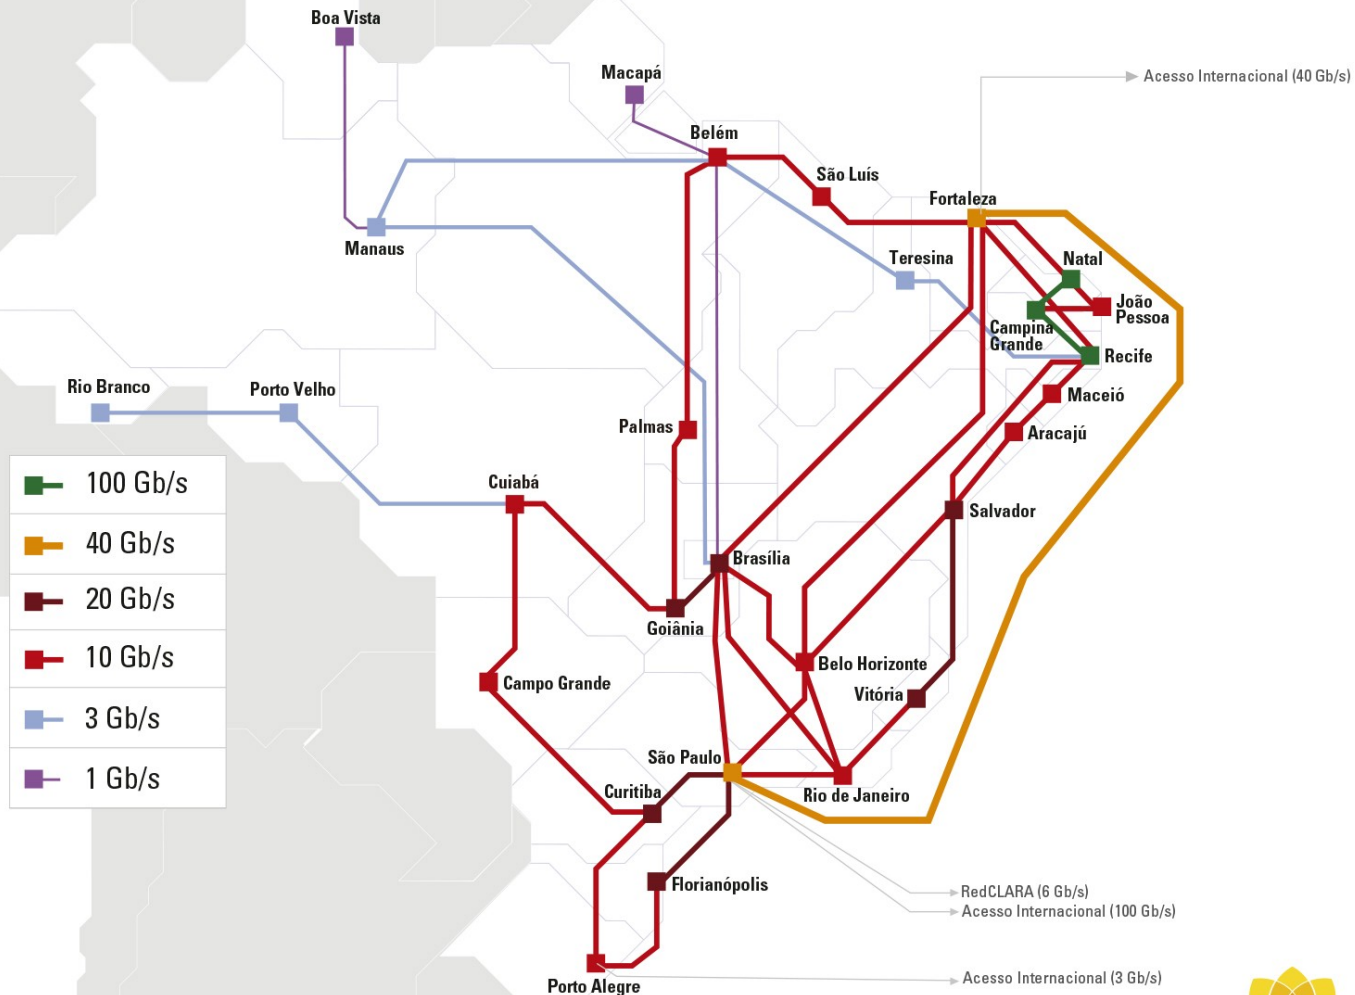 Boa Vista
Macapá
Acesso Internacional (40 Gb/s)
Belém
São Luís
Fortaleza
Manaus
Teresina
Natal
João
Pessoa
Campina
Grande
Recife
Rio Branco
Porto Velho
Maceió
Palmas
Aracajú
100 Gb/s
Cuiabá
Salvador
40 Gb/s
Brasília
20 Gb/s
Goiânia
10 Gb/s
Belo Horizonte
Campo Grande
Vitória
3 Gb/s
São Paulo
1 Gb/s
Curitiba
Rio de Janeiro
Florianópolis
RedCLARA (6 Gb/s)
Acesso Internacional (100 Gb/s)
Acesso Internacional (3 Gb/s)
Porto Alegre